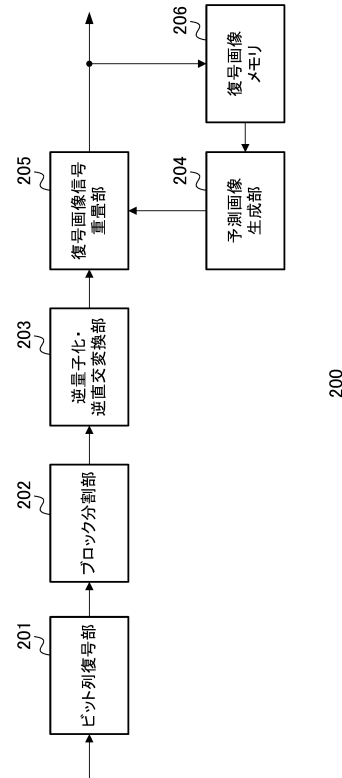 201
ビット列復号部
202
ブロック分割部
203
逆量子化・
逆直交変換部
205
復号画像信号
重畳部
204
予測画像
生成部
206
復号画像
メモリ
200